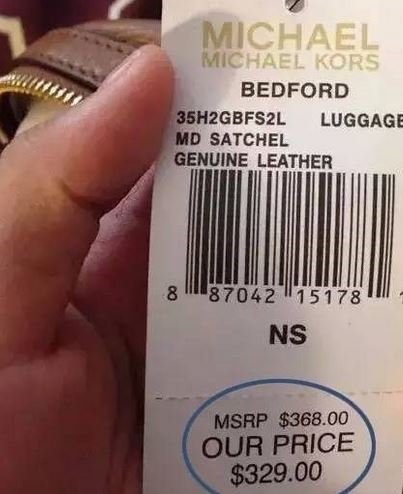 MICHAEL
MICHAEL KORS
BEDFORD
35H2GBFS2L LUGGAGE
MD SATCHEL
GENUINE LEATHER
8 87042 15178
NS
MSRP $368.00
OUR PRICE
$329.00